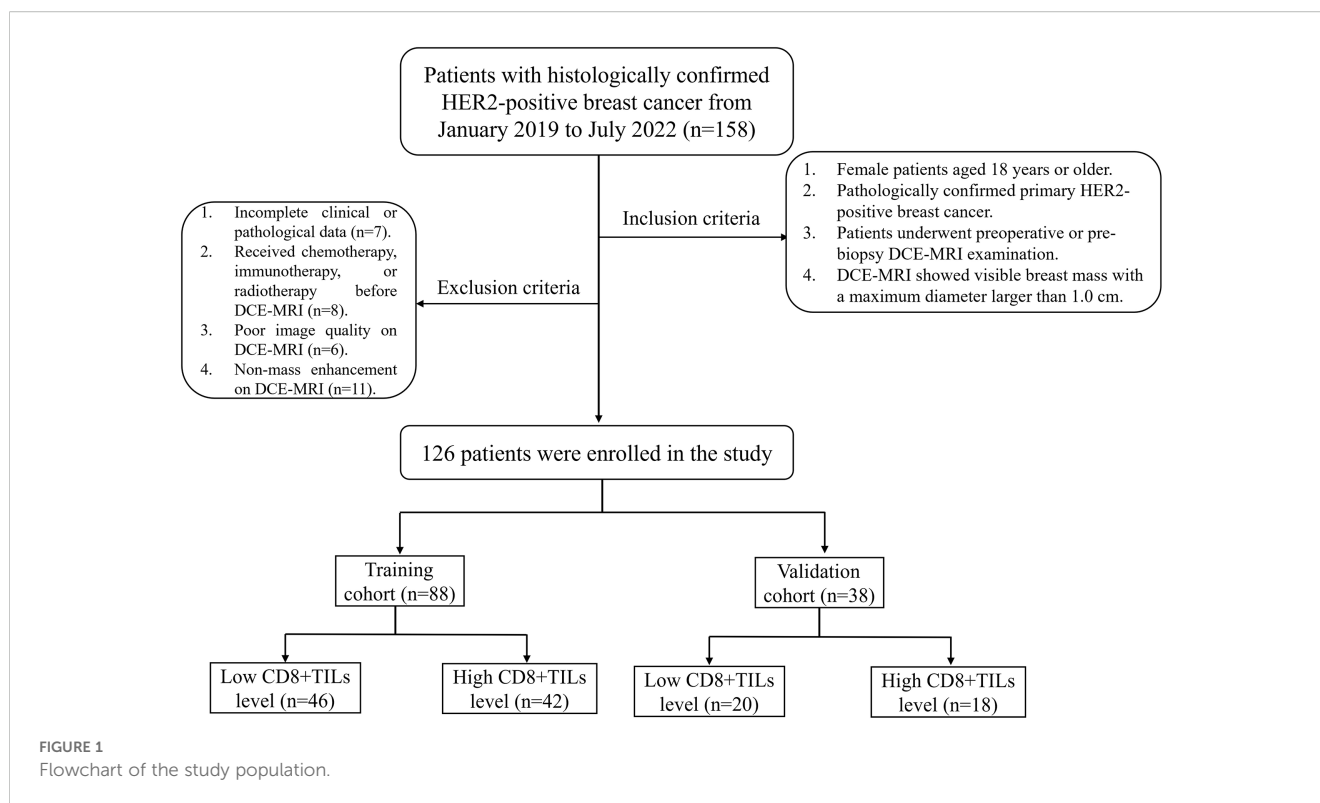 Patients with histologically confirmed
HER2-positive breast cancer from
January 2019 to July 2022 (n=158)
1. Female patients aged 18 years or older.
2. Pathologically confirmed primary HER2-
positive breast cancer.
3. Patients underwent preoperative or pre-
biopsy DCE-MRI examination.
4. DCE-MRI showed visible breast mass with
a maximum diameter larger than 1.0 cm.
Inclusion criteria
1. Incomplete clinical or
pathological data (n=7).
2. Received chemotherapy,
immunotherapy, or
radiotherapy before
DCE-MRI (n=8).
3. Poor image quality on
DCE-MRI (n=6).
4. Non-mass enhancement
on DCE-MRI (n=11).
Exclusion criteria
126 patients were enrolled in the study
Training
cohort (n=88)
Validation
cohort (n=38)
Low CD8+TILs
level (n=46)
High CD8+TILs
level (n=42)
Low CD8+TILs
level (n=20)
High CD8+TILs
level (n=18)
FIGURE 1
Flowchart of the study population.